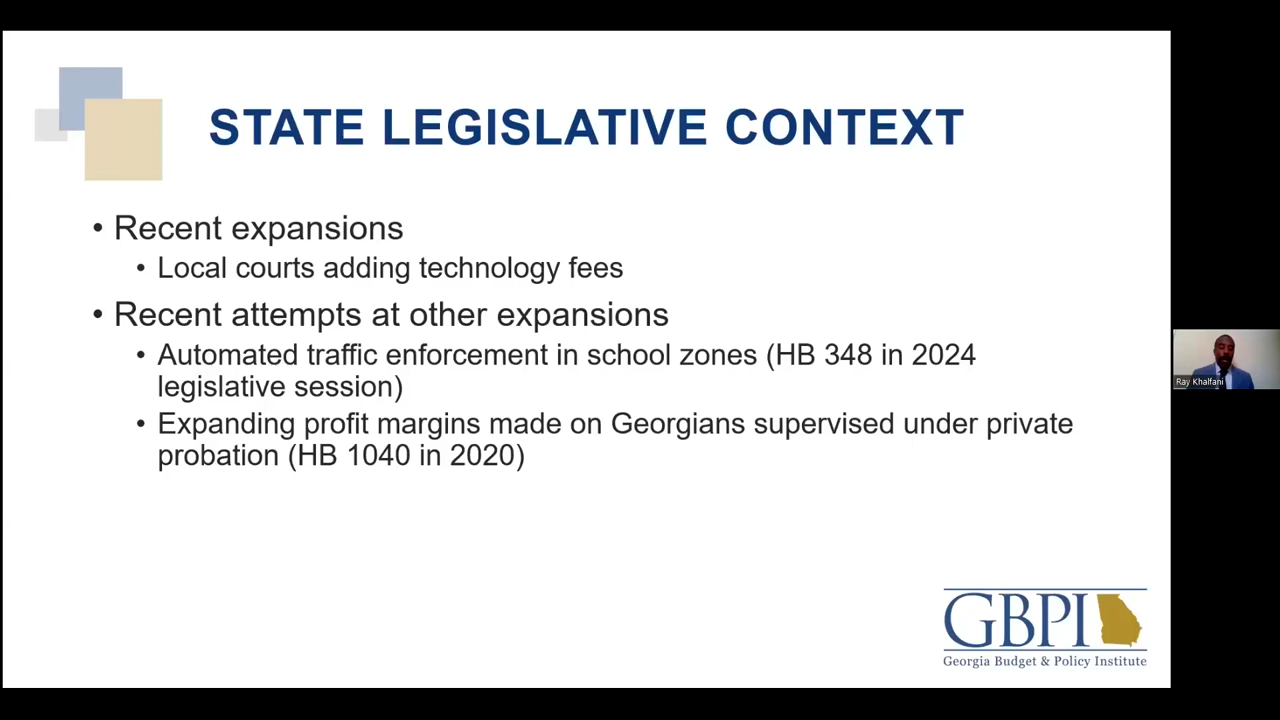 STATE LEGISLATIVE CONTEXT
• Recent expansions
• Local courts adding technology fees
• Recent attempts at other expansions
• Automated traffic enforcement in school zones (HB 348 in 2024
legislative session)
• Expanding profit margins made on Georgians supervised under private
probation (HB 1040 in 2020)
Ray Khalfani
GBPI
Georgia Budget & Policy Institute